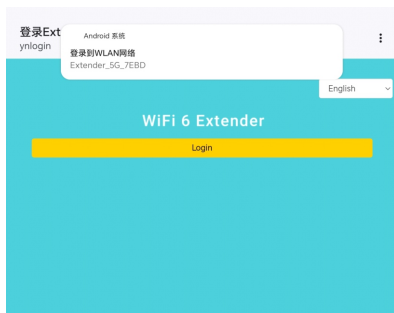 登录Ext
ynlogin
Android 系统
登录到WLAN网络
Extender_5G_7EBD
English
WiFi 6 Extender
Login